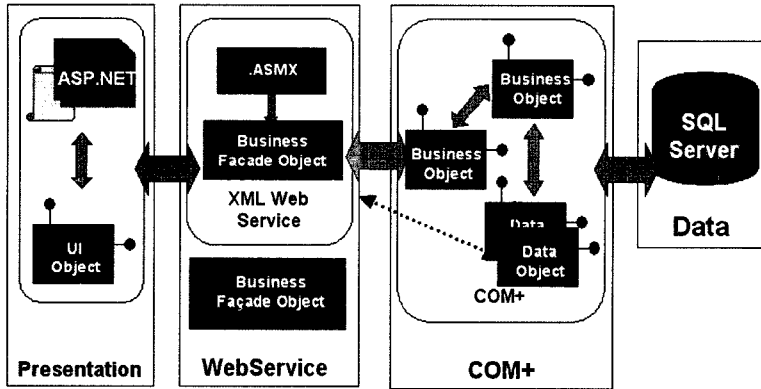 ASP.NET
UI
Object
Presentation
.ASMX
Business
Facade Object
XML Web
Service
Business
Façade Object
WebService
Business
Object
Business
Object
Data
Data
Object
COM+
COM+
SQL
Server
Data